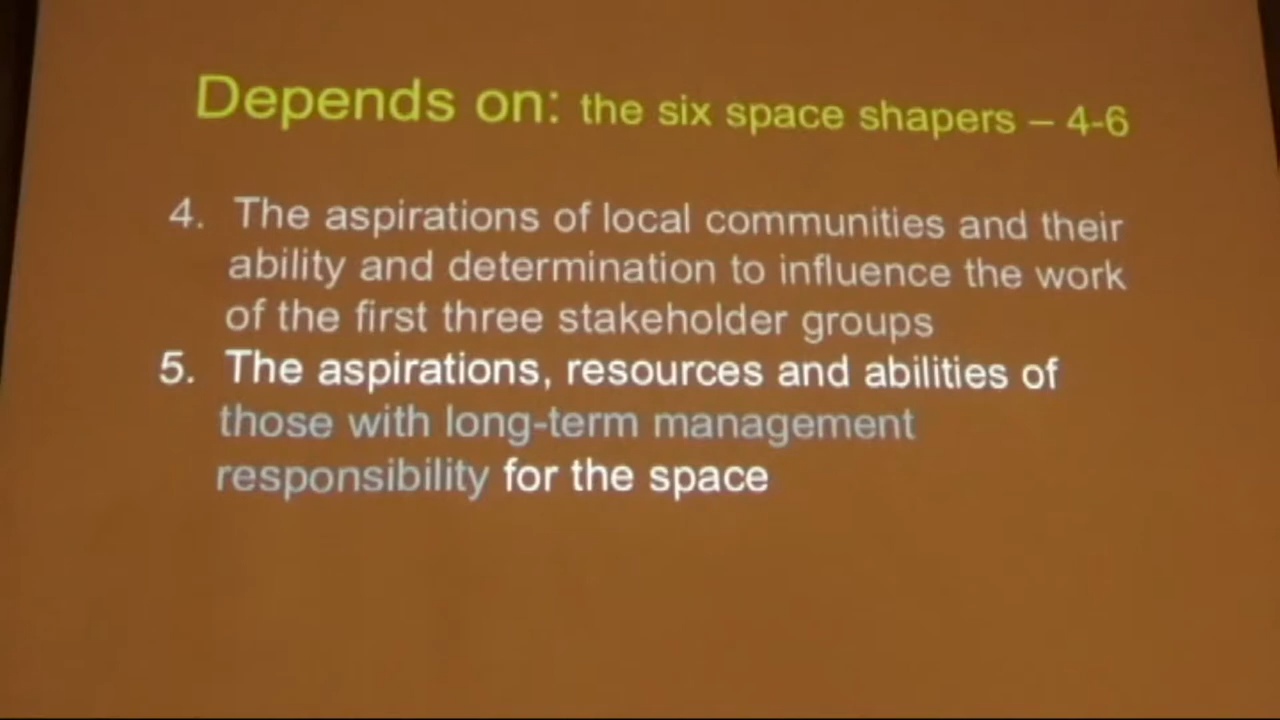 Depends on: the six space shapers – 4-6
4. The aspirations of local communities and their
ability and determination to influence the work
of the first three stakeholder groups
5. The aspirations, resources and abilities of
those with long-term management
responsibility for the space